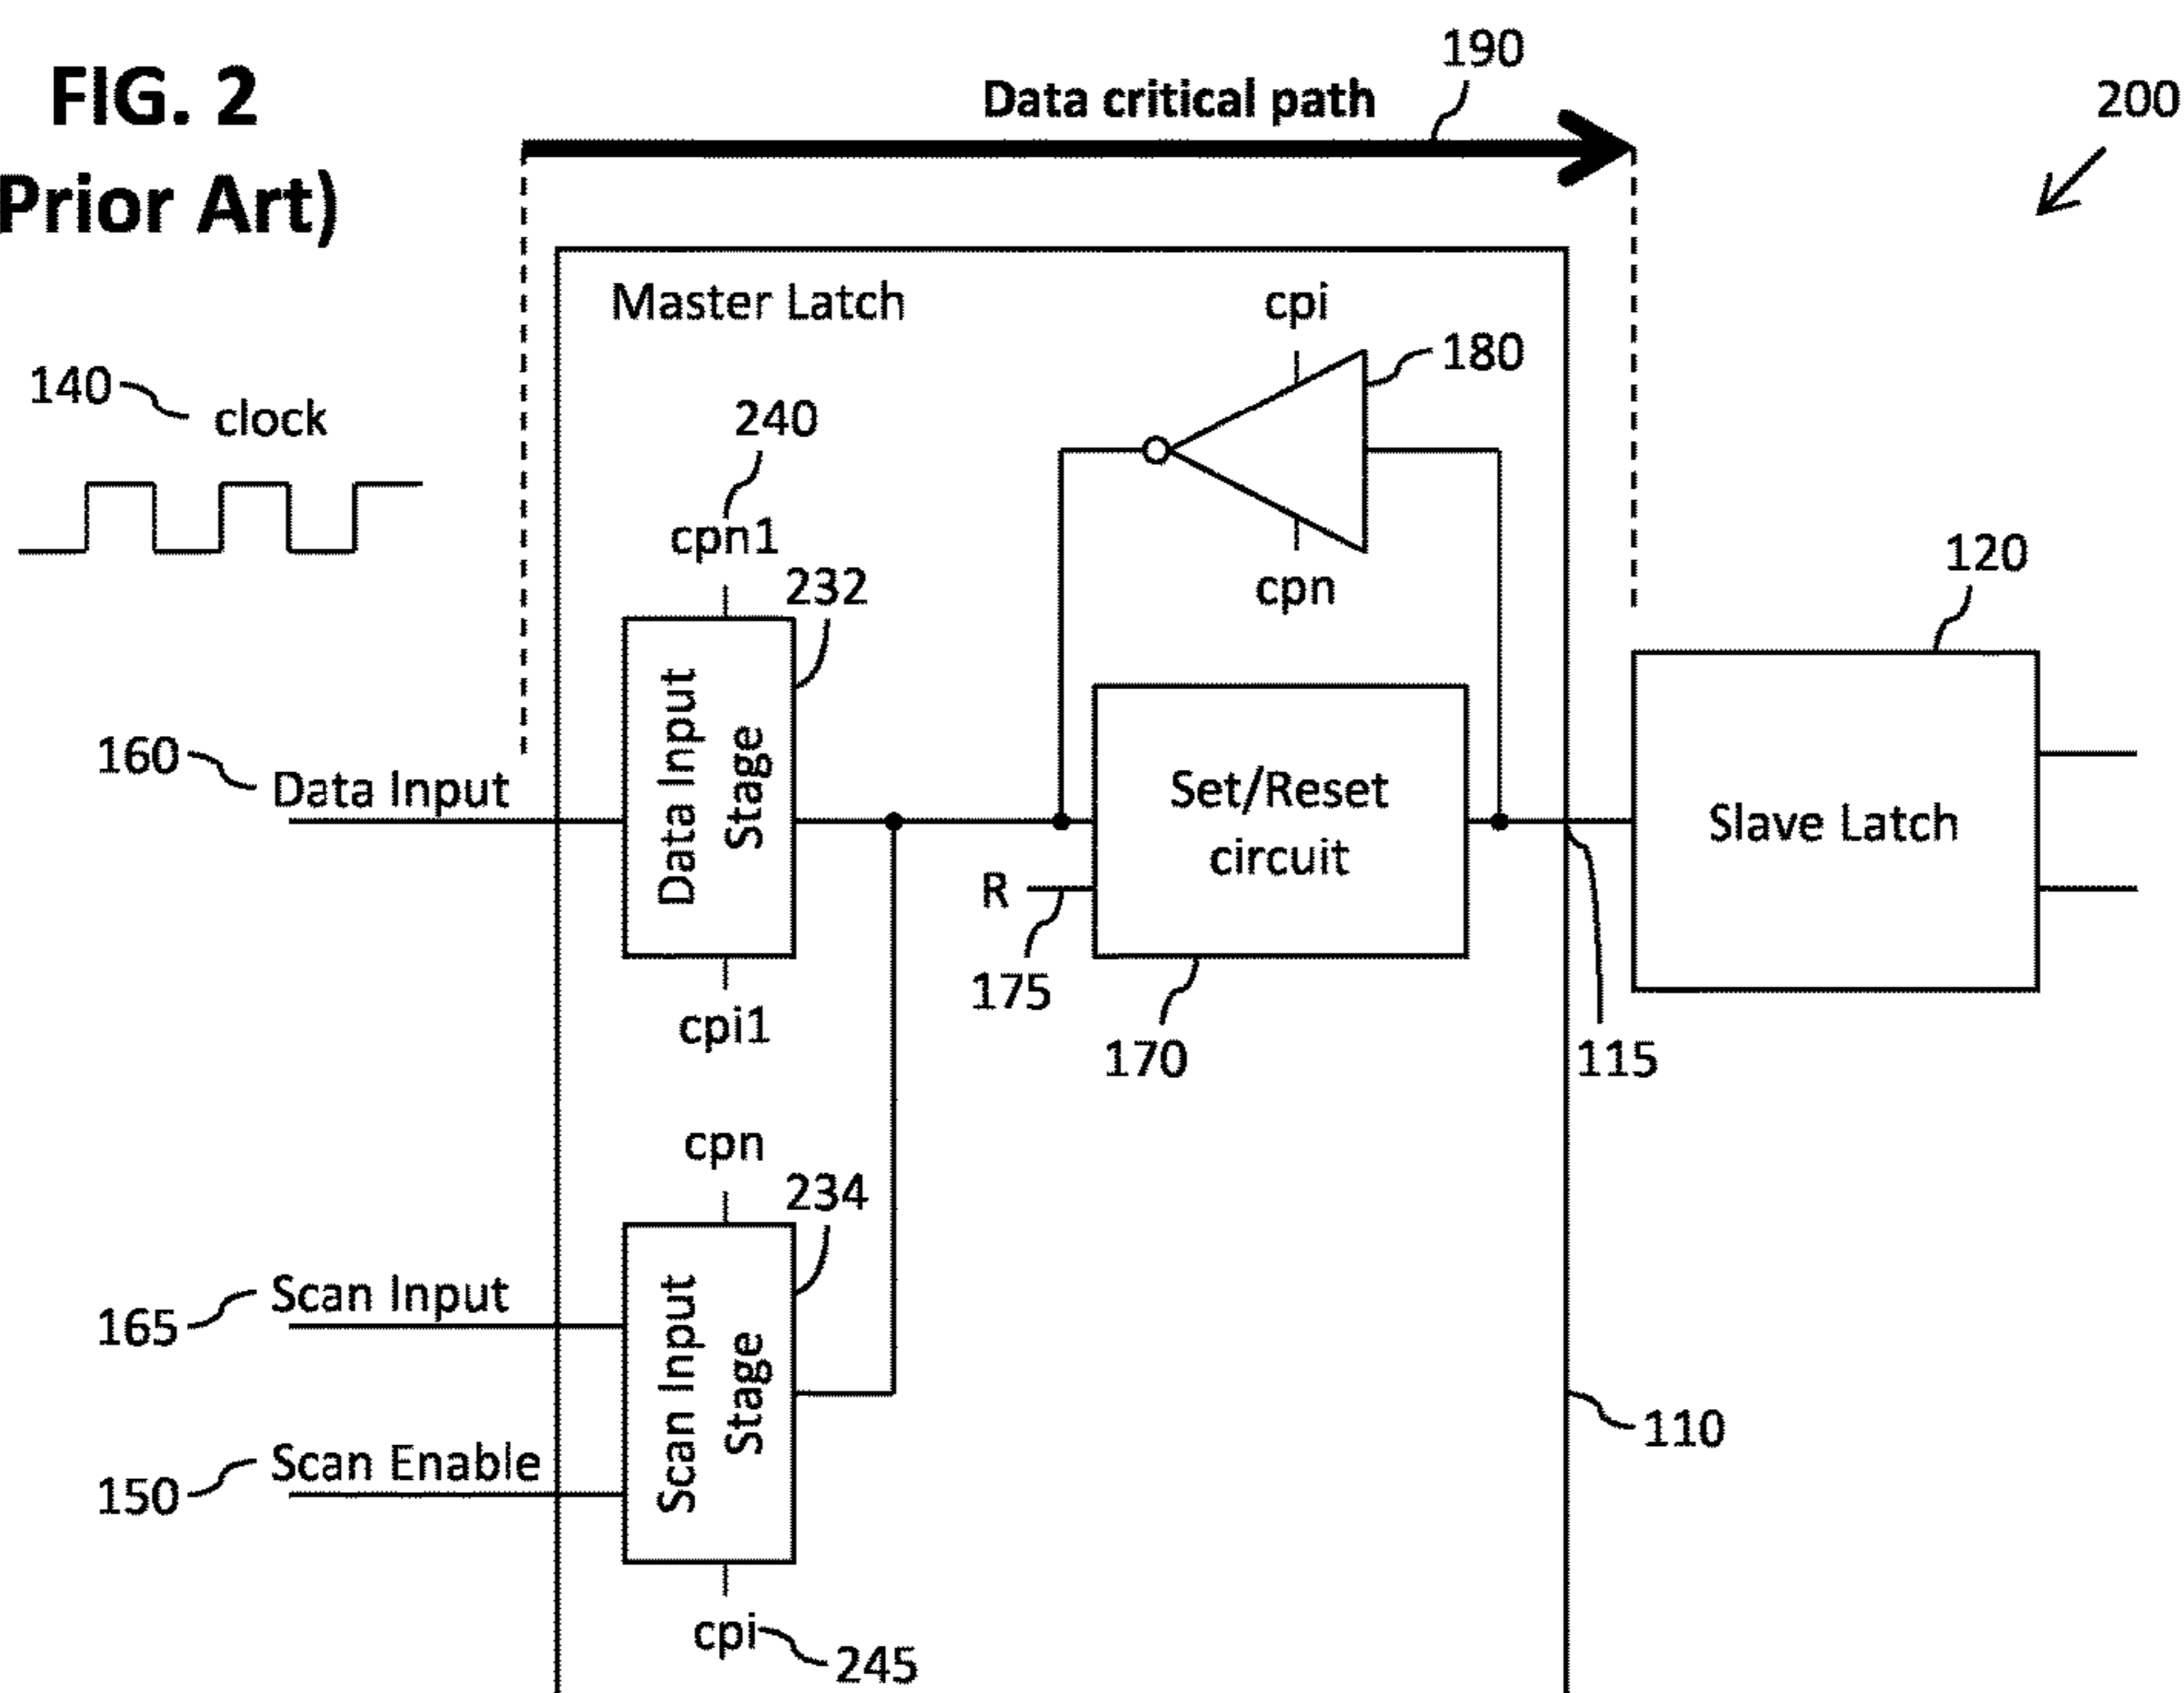 FIG. 2
Prior Art)
190
Data critical path
200
Master Latch
cpi
180
140
clock
240
cpn1
232
cpn
120
Data Input
Stage
160
Data Input
Set/Reset
circuit
Slave Latch
R
175
cpi1
170
115
cpn
234
Scan Input
Stage
165
Scan Input
150
Scan Enable
110
cpi
245